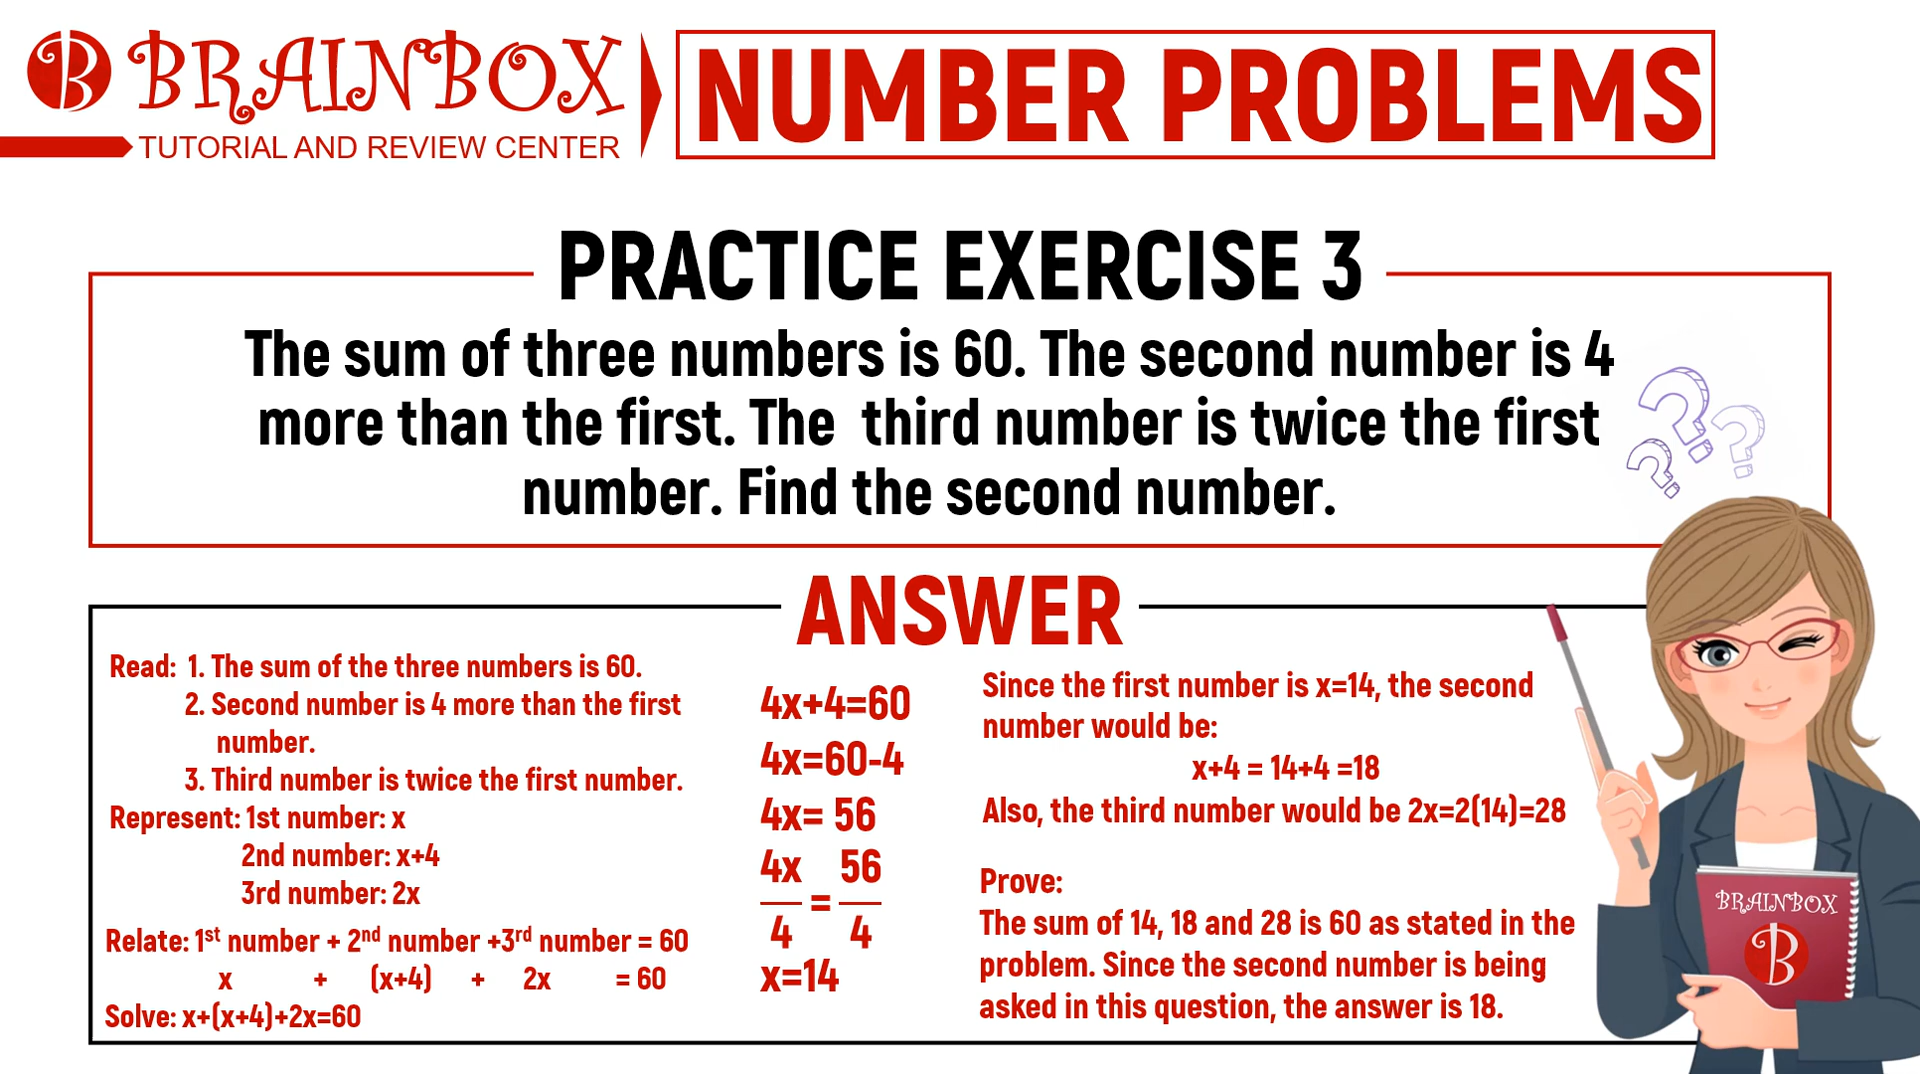 B BRAINBOX
TUTORIAL AND REVIEW CENTER
NUMBER PROBLEMS
PRACTICE EXERCISE 3
The sum of three numbers is 60. The second number is 4
more than the first. The third number is twice the first
number. Find the second number.
ANSWER
Read: 1. The sum of the three numbers is 60.
2. Second number is 4 more than the first
number.
3. Third number is twice the first number.
Represent: 1st number: x
2nd number: x+4
3rd number: 2x
Relate: 1st number + 2nd number +3rd number = 60
x + (x+4) + 2x = 60
Solve: x+(x+4)+2x=60
4x+4=60
4x=60-4
4x= 56
4x 56
=
4 4
x=14
Since the first number is x=14, the second
number would be:
x+4 = 14+4 =18
Also, the third number would be 2x=2(14)=28
Prove:
The sum of 14, 18 and 28 is 60 as stated in the
problem. Since the second number is being
asked in this question, the answer is 18.
? ? ?
BRAINBOX
B